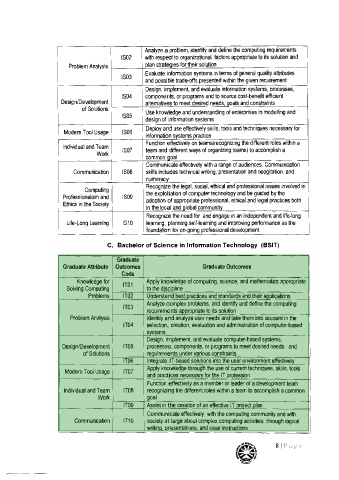 Analyze a problem, identify and define the computing requirements
Problem Analysis
IS02
with respect to organizational factors appropriate to its solution and
plan strategies for their solution
IS03
Evaluate information systems in terms of general quality attributes
and possible trade-offs presented within the given requirement
Design/Development
of Solutions
IS04
Design, implement, and evaluate information systems, processes,
components, or programs and to source cost-benefit efficient
alternatives to meet desired needs, goals and constraints
IS05
Use knowledge and understanding of enterprises in modelling and
design of information systems
Modern Tool Usage
IS06
Deploy and use effectively skills, tools and techniques necessary for
information systems practice
Individual and Team
Work
IS07
Function effectively on teams(recognizing the different roles within a
team and different ways of organizing teams) to accomplish a
common goal
Communication
IS08
Communicate effectively with a range of audiences. Communication
skills includes technical writing, presentation and negotiation, and
numeracy
Computing
Professionalism and
Ethics in the Society
IS09
Recognize the legal, social, ethical and professional issues involved in
the exploitation of computer technology and be guided by the
adoption of appropriate professional, ethical and legal practices both
in the local and global community
Life-Long Learning
IS10
Recognize the need for and engage in an independent and life-long
learning, planning self-learning and improving performance as the
foundation for on-going professional development
C. Bachelor of Science in Information Technology (BSIT)
Graduate Attribute
Graduate
Outcomes
Code
Graduate Outcomes
Knowledge for
Solving Computing
Problems
IT01
Apply knowledge of computing, science, and mathematics appropriate
to the discipline
IT02
Understand best practices and standards and their applications
Problem Analysis
IT03
Analyze complex problems, and identify and define the computing
requirements appropriate to its solution
IT04
Identify and analyze user needs and take them into account in the
selection, creation, evaluation and administration of computer-based
systems
Design/Development
of Solutions
IT05
Design, implement, and evaluate computer-based systems,
processes, components, or programs to meet desired needs and
requirements under various constraints
IT06
Integrate IT-based solutions into the user environment effectively
Modern Tool Usage
IT07
Apply knowledge through the use of current techniques, skills, tools
and practices necessary for the IT profession
Individual and Team
Work
IT08
Function effectively as a member or leader of a development team
recognizing the different roles within a team to accomplish a common
goal
IT09
Assist in the creation of an effective IT project plan
Communication
IT10
Communicate effectively with the computing community and with
society at large about complex computing activities through logical
writing, presentations, and clear instructions
8 | P a g e